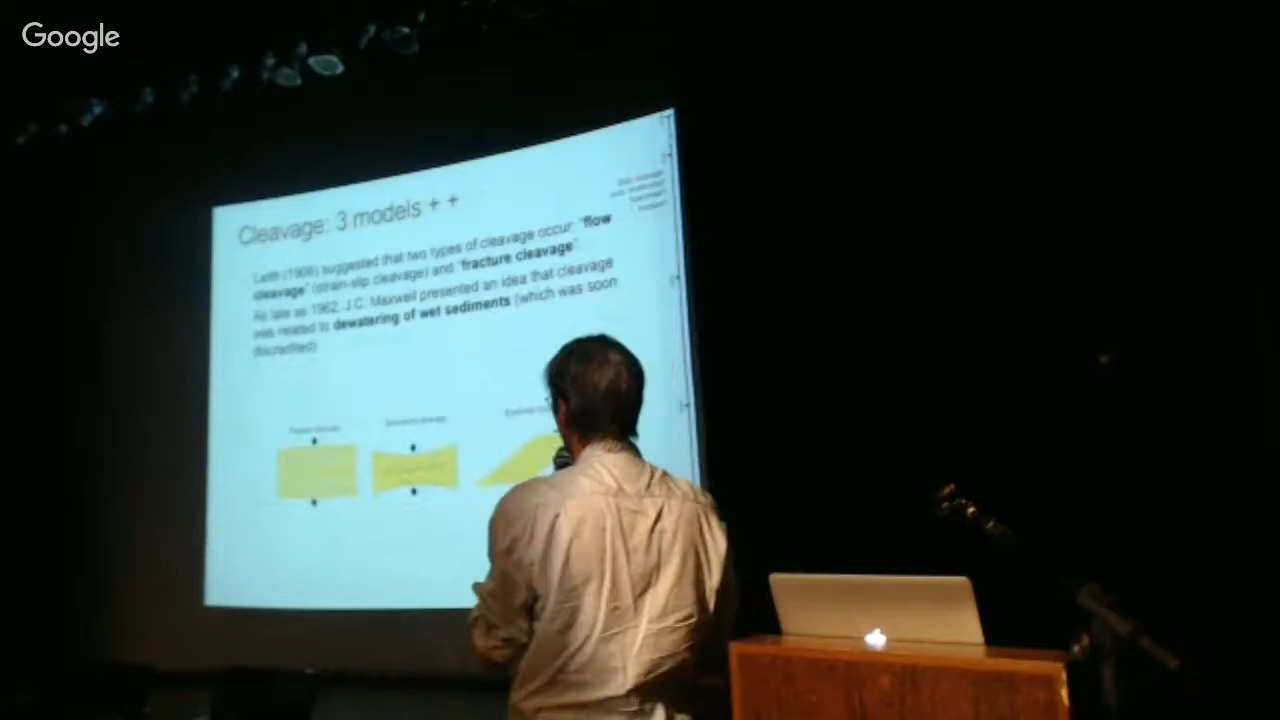 Google
Cleavage: 3 models + +
Leith (1906) suggested that two types of cleavage occur: "flow
cleavage" (strain-slip cleavage) and "fracture cleavage".
As late as 1962, J.C. Maxwell presented an idea that cleavage
was related to dewatering of wet sediments (which was soon
discredited)